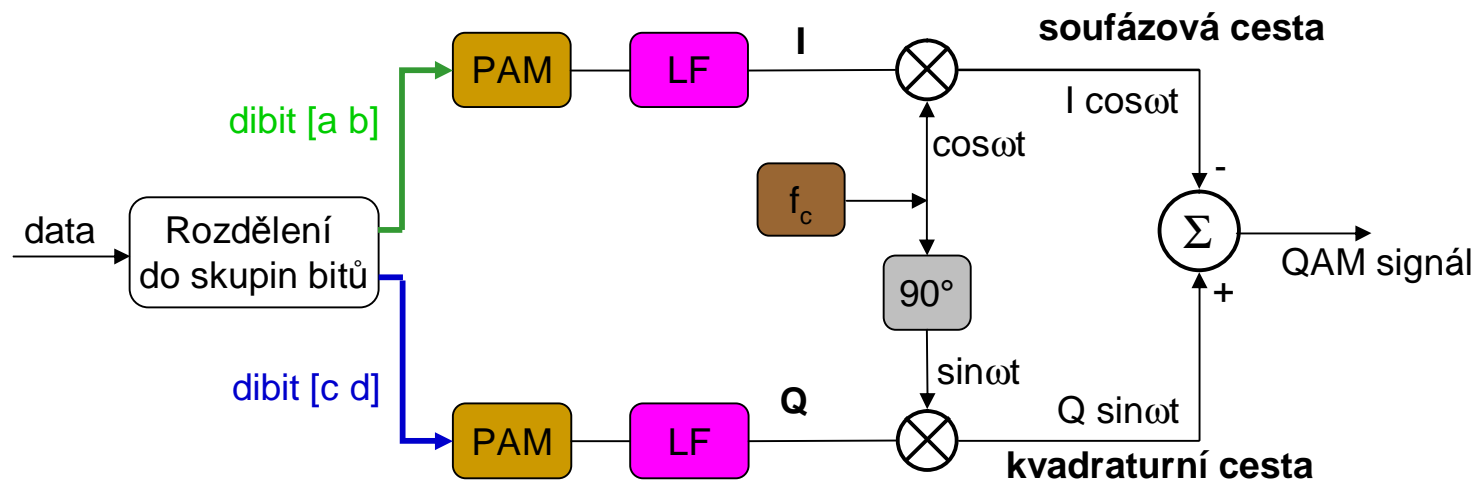 soufázová cesta
PAM
LF
I
I cosωt
dibit [a b]
cosωt
-
f_c
data
Rozdělení
do skupin bitů
Σ
QAM signál
90°
+
dibit [c d]
sinωt
Q
Q sinωt
PAM
LF
kvadraturní cesta